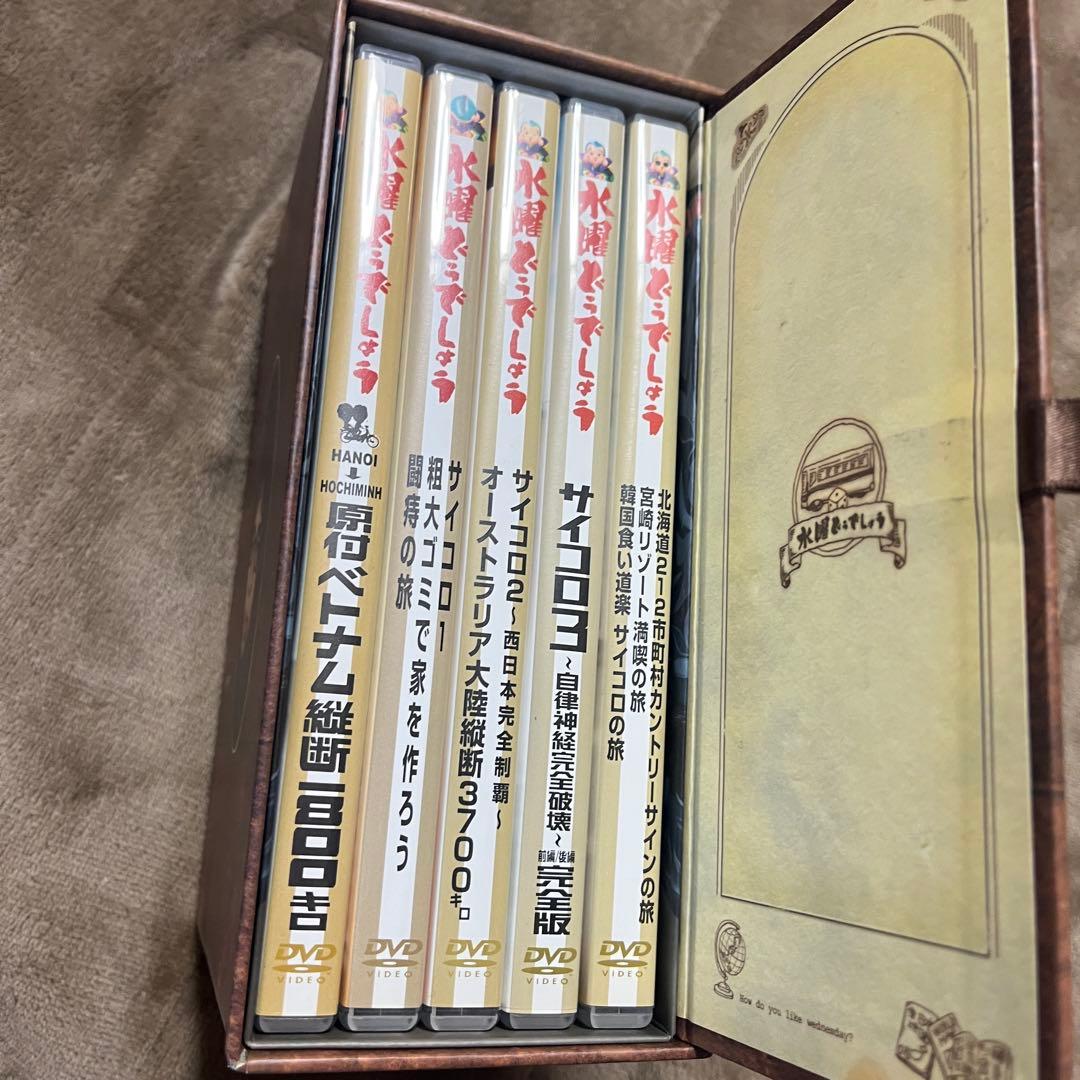 水曜どうでしょう
HANOI
HOCHIMINH
原付ベトナム縦断1800キロ
DVD
VIDEO
水曜どうでしょう
サイコロ1
粗大ゴミで家を作ろう
闘痔の旅
DVD
VIDEO
水曜どうでしょう
サイコロ2~西日本完全制覇~
オーストラリア大陸縦断3700キロ
DVD
VIDEO
水曜どうでしょう
サイコロ3
~自律神経完全破壊~
前編/後編
完全版
DVD
VIDEO
水曜どうでしょう
北海道212市町村カントリーサインの旅
宮崎リゾート満喫の旅
韓国食い道楽サイコロの旅
DVD
VIDEO
水曜どうでしょう
How do you like wednesday?